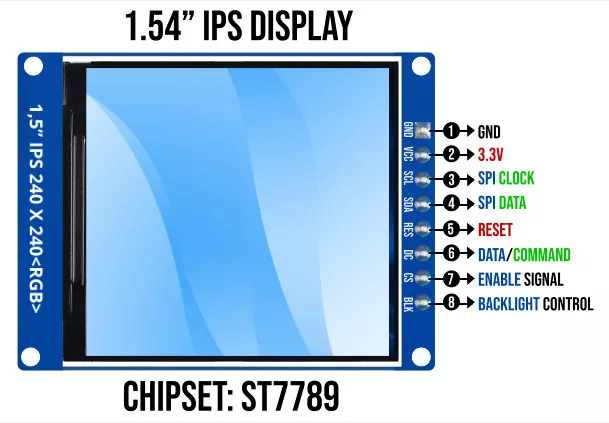 1.54” IPS DISPLAY
1,5” IPS 240 X 240<RGB>
GND 1 GND
VCC 2 3.3V
SCL 3 SPI CLOCK
SDA 4 SPI DATA
RES 5 RESET
DC 6 DATA/COMMAND
CS 7 ENABLE SIGNAL
BLK 8 BACKLIGHT CONTROL
CHIPSET: ST7789